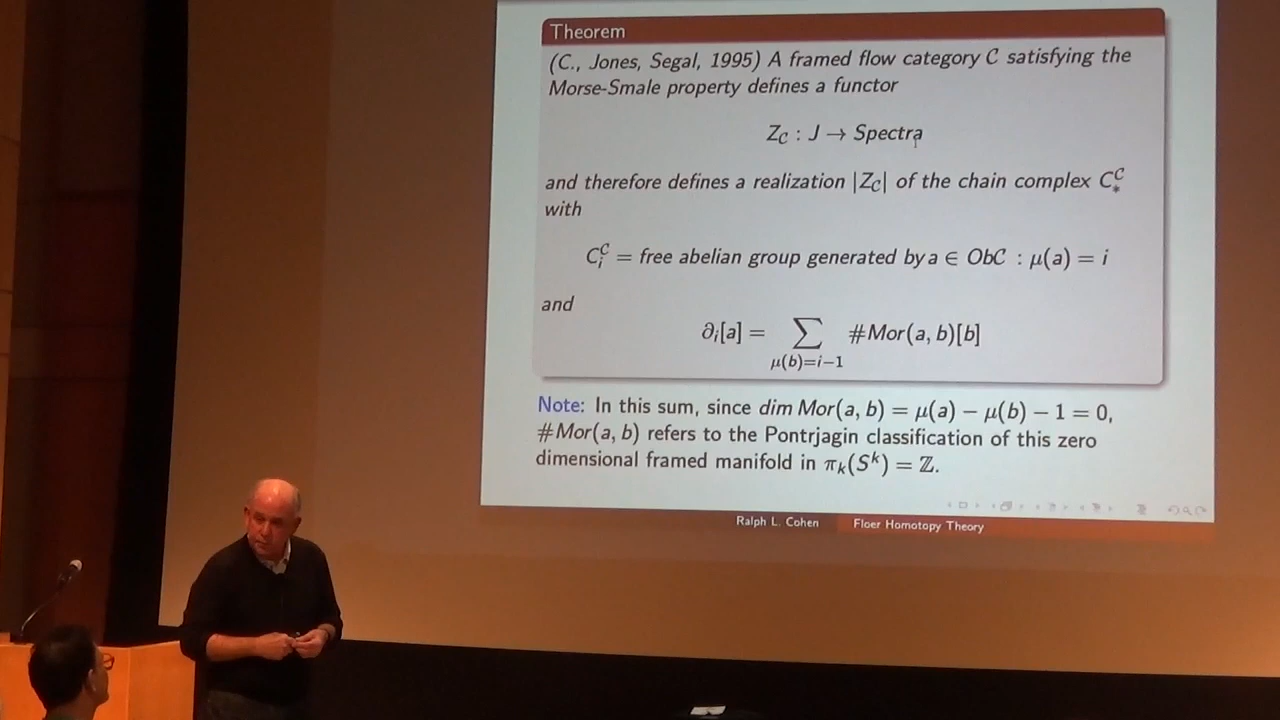 Theorem
(C., Jones, Segal, 1995) A framed flow category C satisfying the
Morse-Smale property defines a functor
Z_C : J → Spectra
and therefore defines a realization |Z_C| of the chain complex C_*^C
with
C_i^C = free abelian group generated by a ∈ ObC : μ(a) = i
and
∂_i[a] = ∑_{μ(b)=i−1} #Mor(a, b)[b]
Note: In this sum, since dim Mor(a, b) = μ(a) − μ(b) − 1 = 0,
#Mor(a, b) refers to the Pontrjagin classification of this zero
dimensional framed manifold in π_k(S^k) = ℤ.
Ralph L. Cohen Floer Homotopy Theory